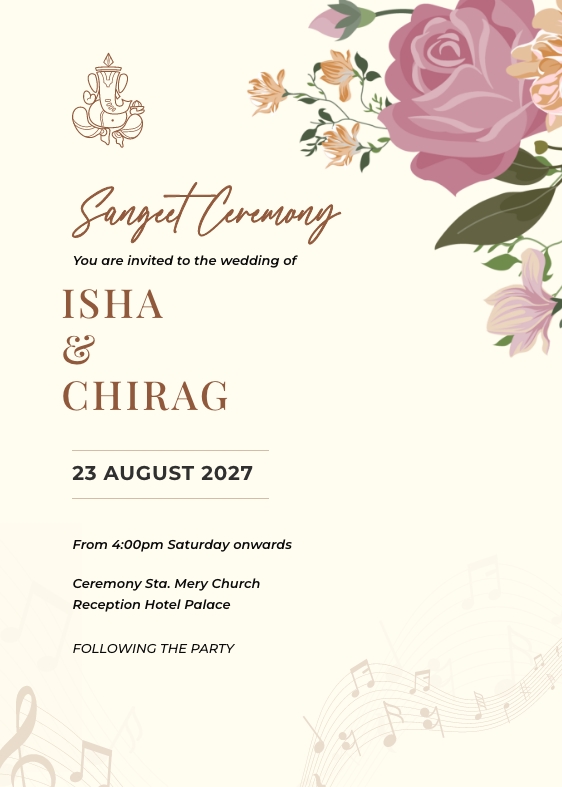 Sangeet Ceremony
You are invited to the wedding of
ISHA
&
CHIRAG
23 AUGUST 2027
From 4:00pm Saturday onwards
Ceremony Sta. Mery Church
Reception Hotel Palace
FOLLOWING THE PARTY